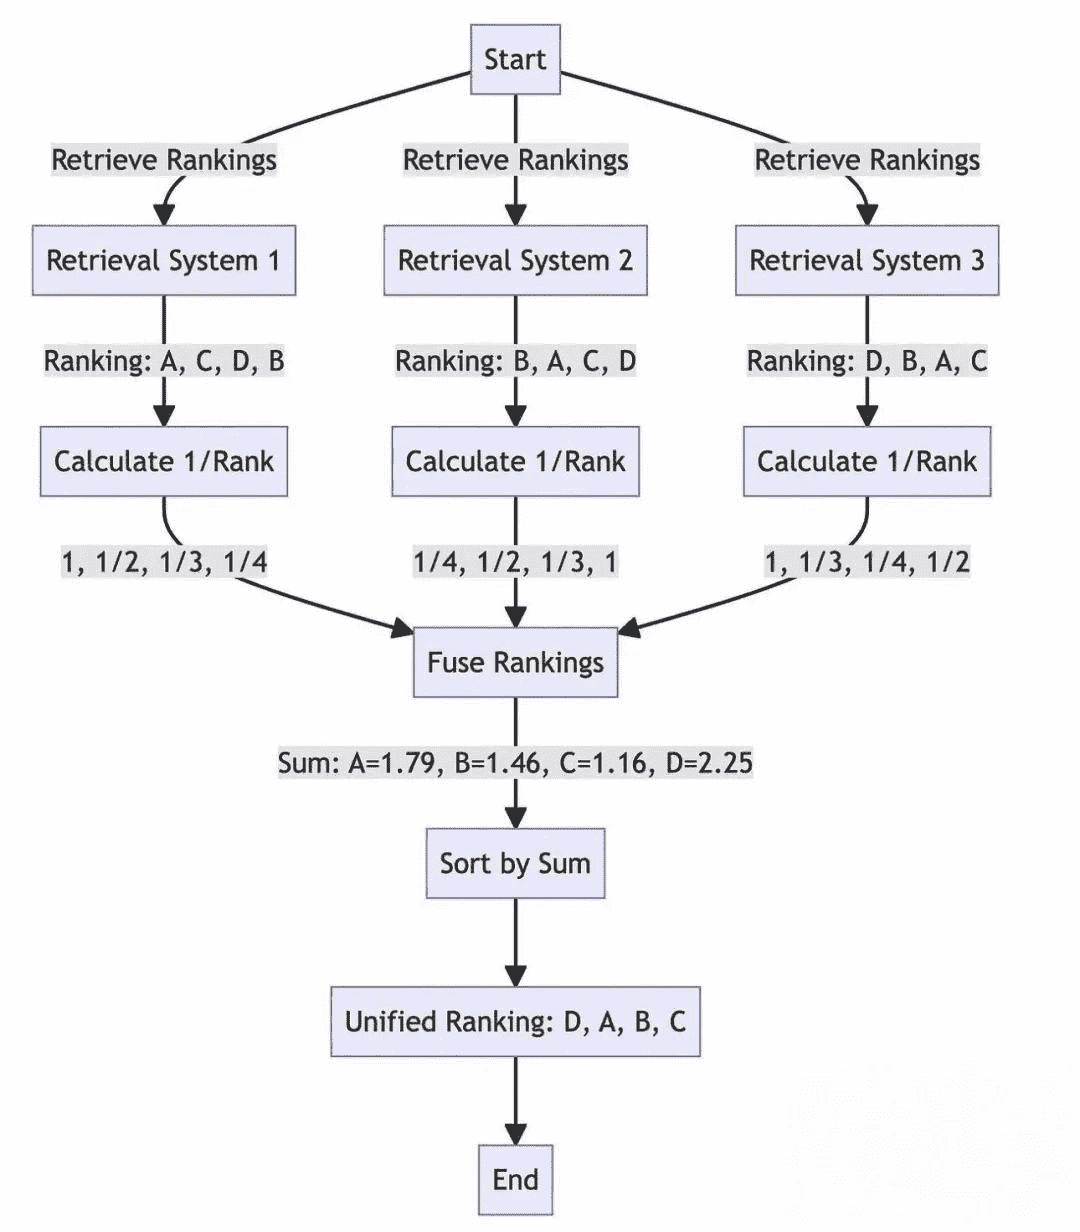 Start
Retrieve Rankings
Retrieve Rankings
Retrieve Rankings
Retrieval System 1
Retrieval System 2
Retrieval System 3
Ranking: A, C, D, B
Ranking: B, A, C, D
Ranking: D, B, A, C
Calculate 1/Rank
Calculate 1/Rank
Calculate 1/Rank
1, 1/2, 1/3, 1/4
1/4, 1/2, 1/3, 1
1, 1/3, 1/4, 1/2
Fuse Rankings
Sum: A=1.79, B=1.46, C=1.16, D=2.25
Sort by Sum
Unified Ranking: D, A, B, C
End